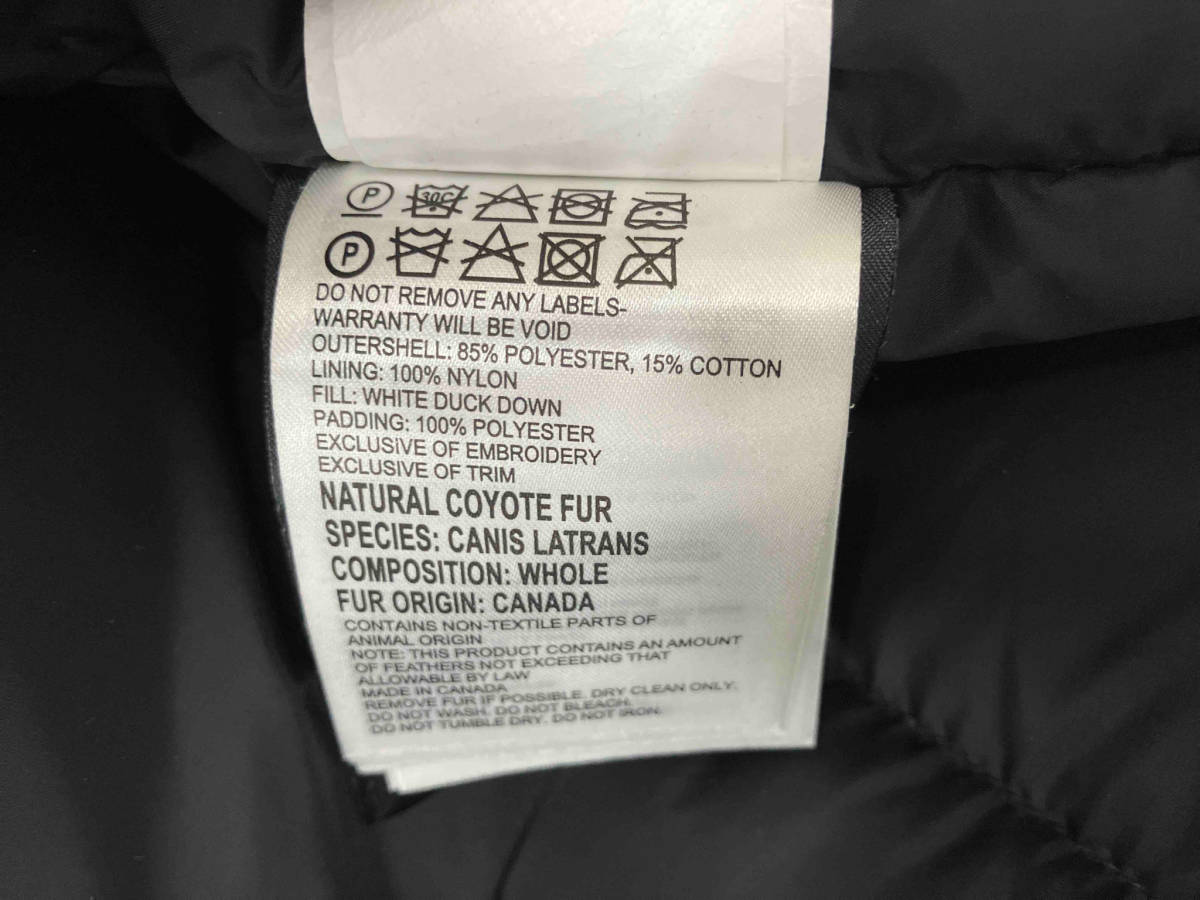 P 30C
P
DO NOT REMOVE ANY LABELS-
WARRANTY WILL BE VOID
OUTERSHELL: 85% POLYESTER, 15% COTTON
LINING: 100% NYLON
FILL: WHITE DUCK DOWN
PADDING: 100% POLYESTER
EXCLUSIVE OF EMBROIDERY
EXCLUSIVE OF TRIM
NATURAL COYOTE FUR
SPECIES: CANIS LATRANS
COMPOSITION: WHOLE
FUR ORIGIN: CANADA
CONTAINS NON-TEXTILE PARTS OF
ANIMAL ORIGIN
NOTE: THIS PRODUCT CONTAINS AN AMOUNT
OF FEATHERS NOT EXCEEDING THAT
ALLOWABLE BY LAW
MADE IN CANADA
REMOVE FUR IF POSSIBLE. DRY CLEAN ONLY.
DO NOT WASH. DO NOT BLEACH.
DO NOT TUMBLE DRY. DO NOT IRON.